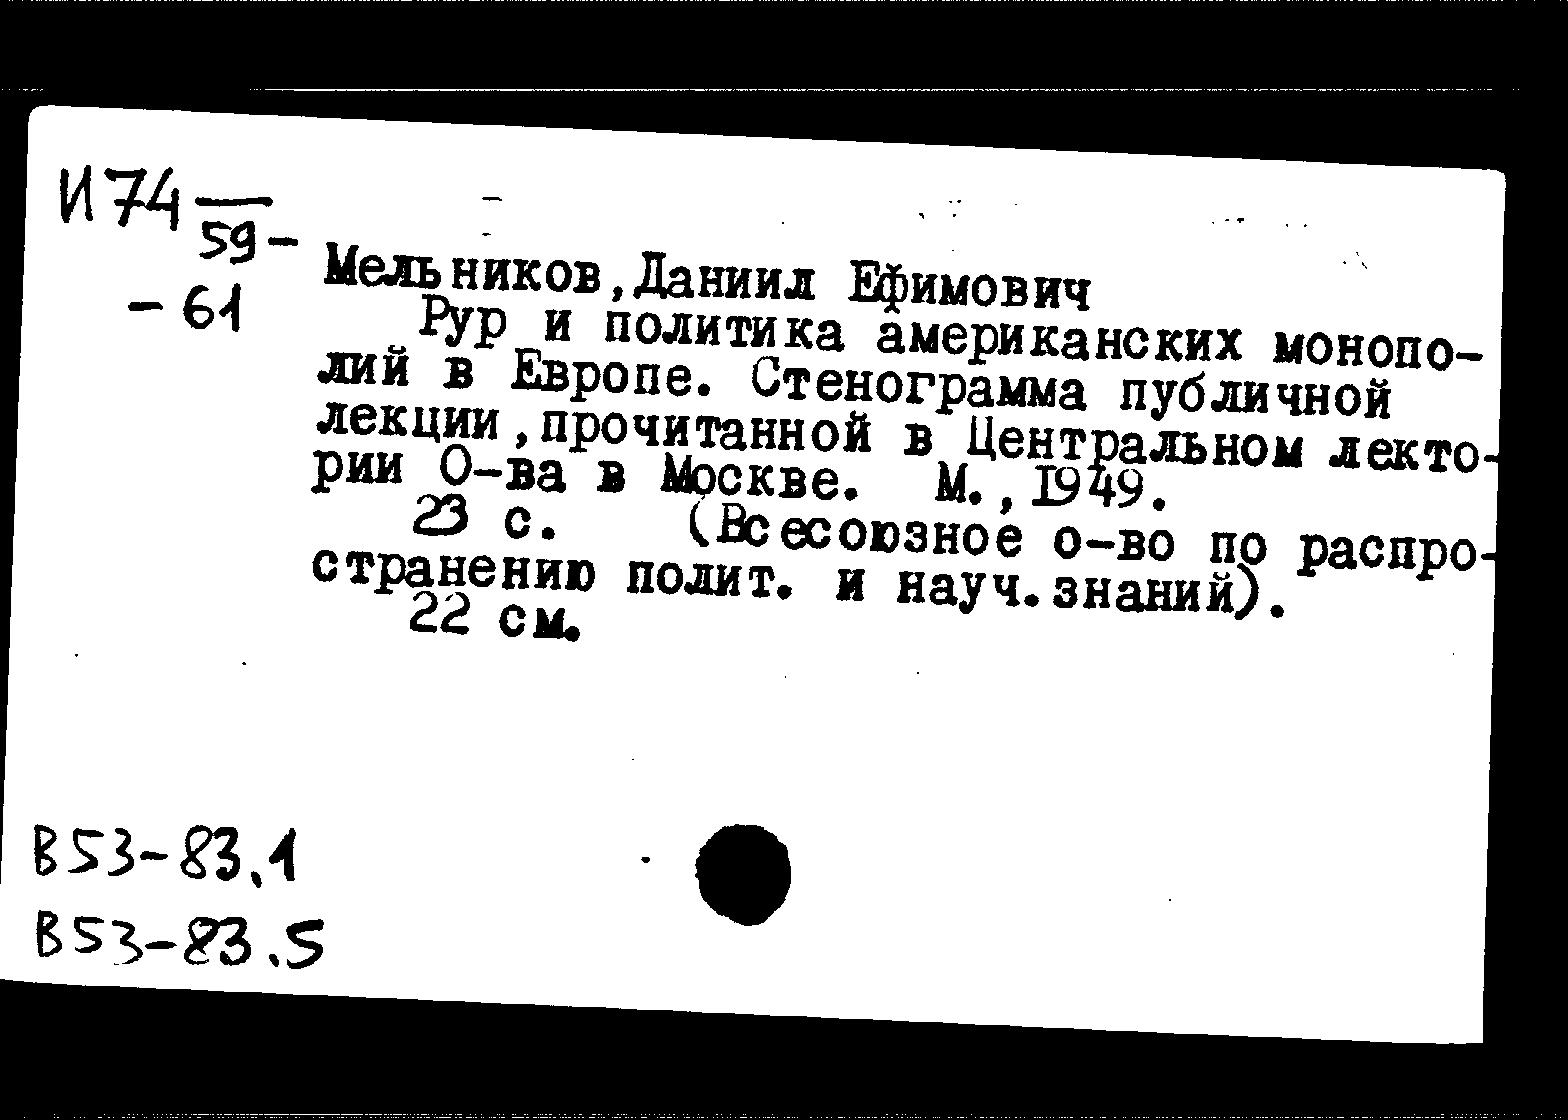 И74
59-
-61
Мельников, Даниил Ефимович
Рур и политика американских монопо-
лий в Европе. Стенограмма публичной
лекции, прочитанной в Центральном лекто-
рии О-ва в Москве. М., 1949.
23 с. (Всесоюзное о-во по распро-
странению полит. и науч. знаний).
22 см.
В53-83.1
В53-83.5